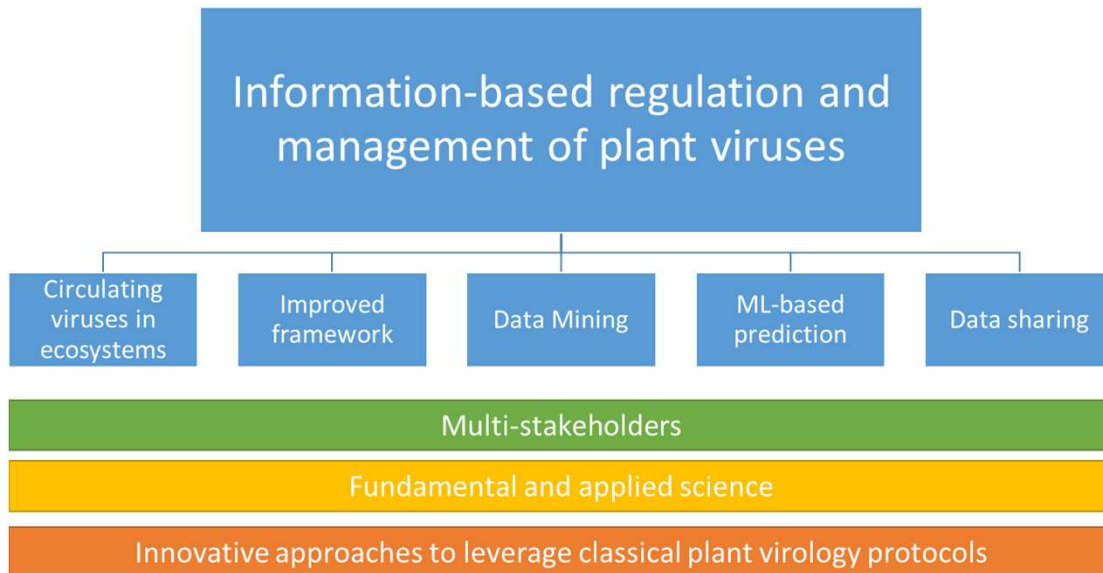 Information-based regulation and
management of plant viruses
Circulating
viruses in
ecosystems
Improved
framework
Data Mining
ML-based
prediction
Data sharing
Multi-stakeholders
Fundamental and applied science
Innovative approaches to leverage classical plant virology protocols